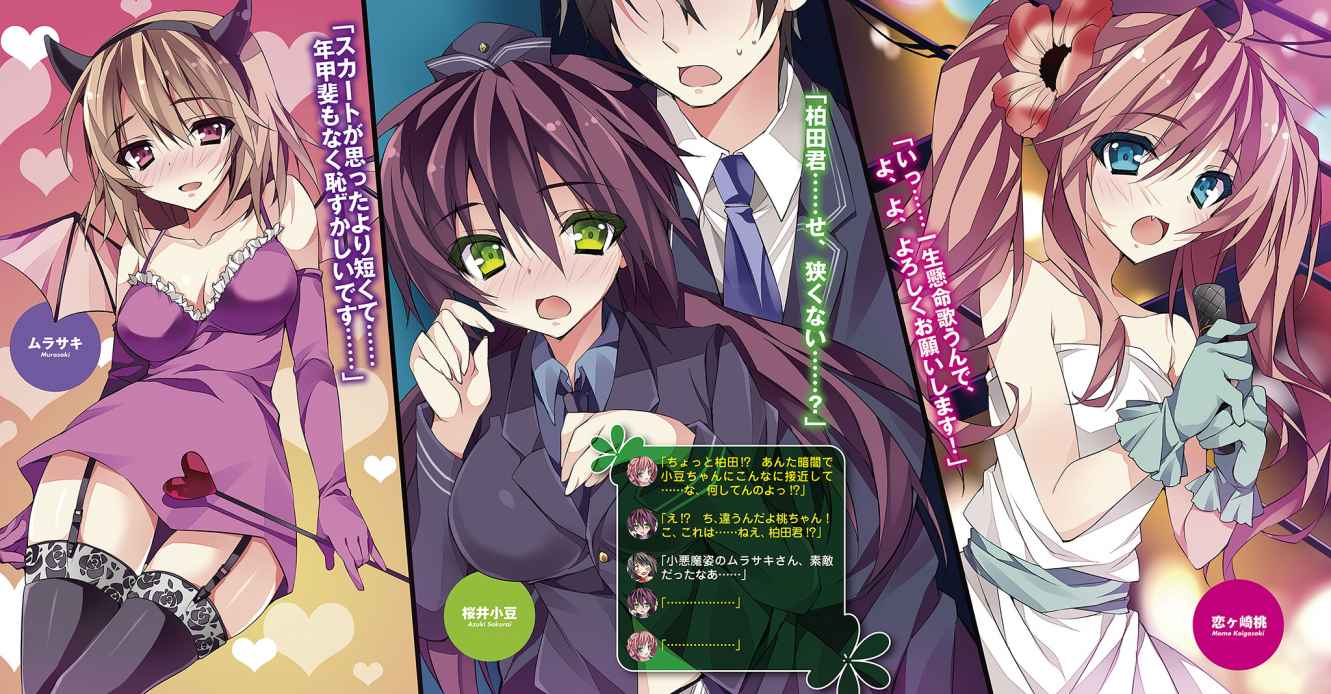 「スカートが思ったより短くて……
年甲斐もなく恥ずかしいです……」
ムラサキ
Murasaki
「柏田君……せ、狭くない……？」
桜井小豆
Azuki Sakurai
「ちょっと柏田!?　あんた暗闇で
小豆ちゃんにこんなに接近して
……な、何してんのよっ!?」
「え!?　ち、違うんだよ桃ちゃん！
こ、これは……ねえ、柏田君!?」
「小悪魔姿のムラサキさん、素敵
だったなあ……」
「………………」
「………………」
「いっ……一生懸命歌うんで、
よ、よ、よろしくお願いします！」
恋ヶ崎桃
Momo Koigasaki